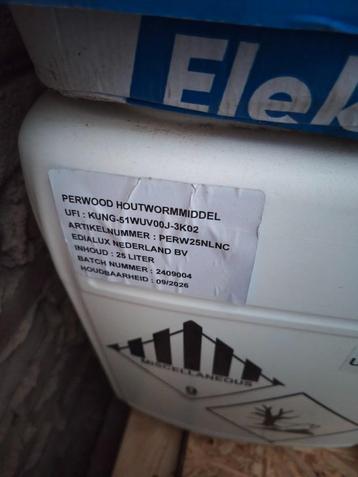 Elek
PERWOOD HOUTWORMMIDDEL
UFI : KUNG-51WUV00J-3K02
ARTIKELNUMMER : PERW25NLNC
EDIALUX NEDERLAND BV
INHOUD : 25 LITER
BATCH NUMMER : 2409004
HOUDBAARHEID : 09/2026
MISCELLANEOUS
9